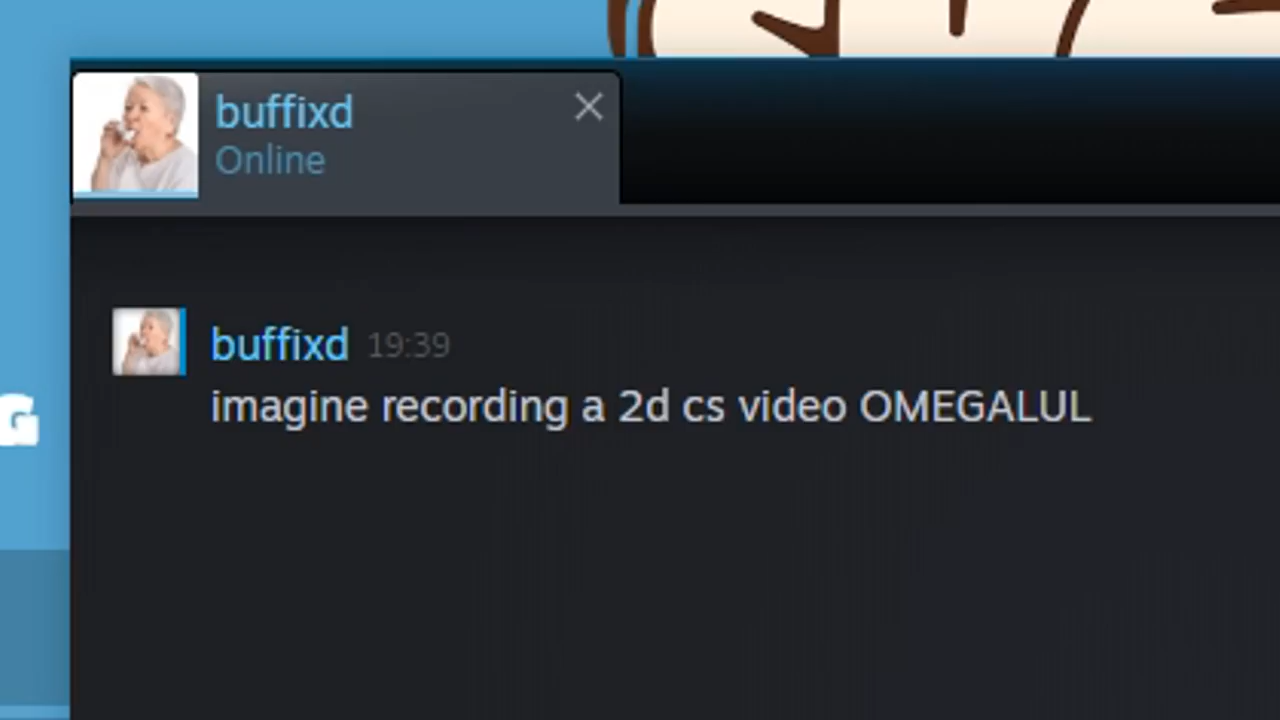 buffixd
Online
G
buffixd 19:39
imagine recording a 2d cs video OMEGALUL